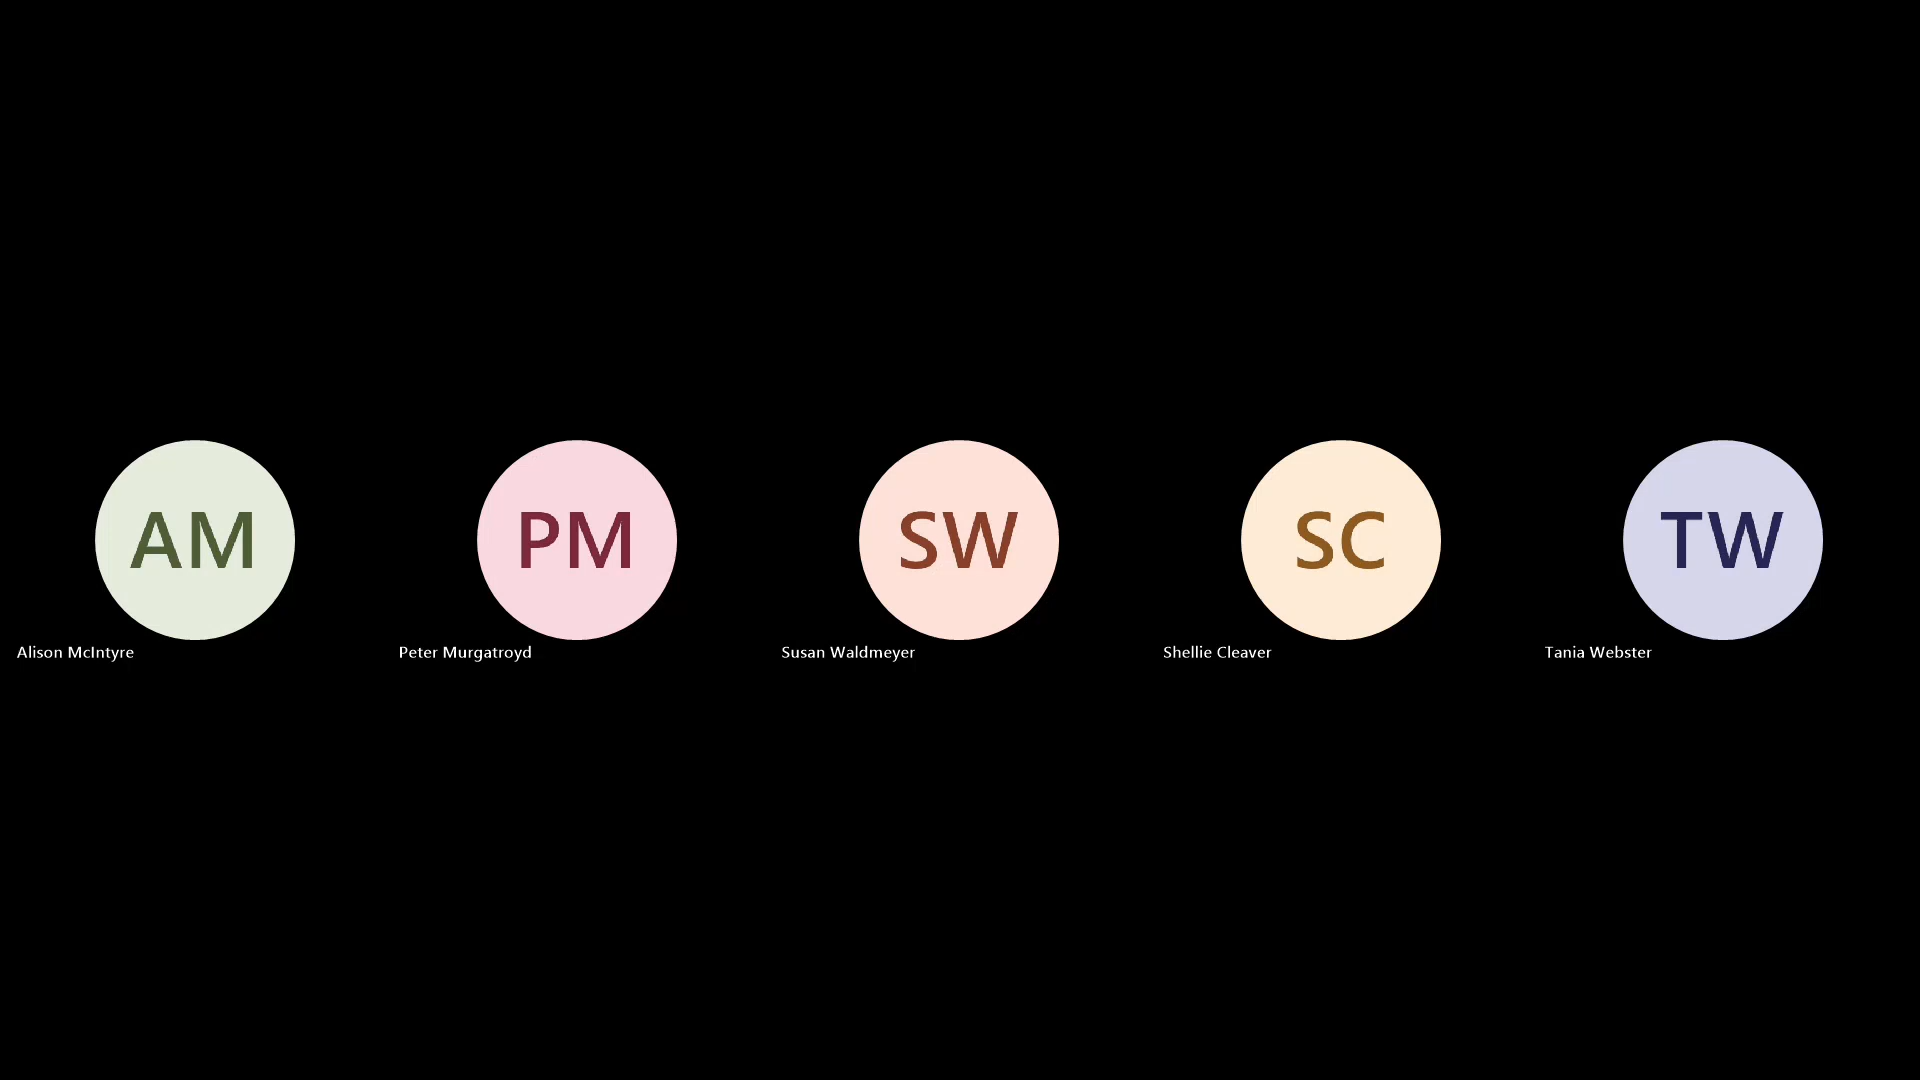 AM
PM
SW
SC
TW
Alison McIntyre
Peter Murgatroyd
Susan Waldmeyer
Shellie Cleaver
Tania Webster